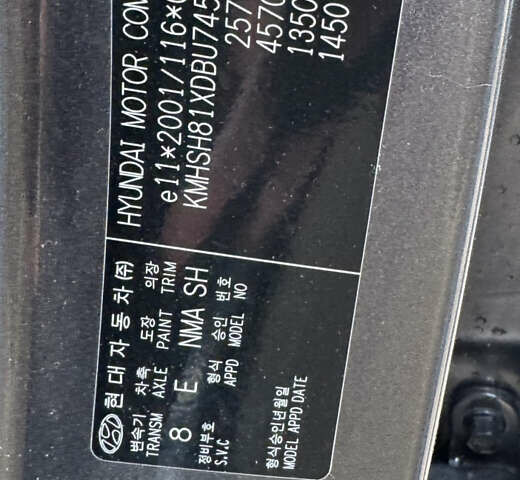 현대자동차(주) HYUNDAI MOTOR COM
변속기 차축 도장 의장 e11*2001/116*0
TRANSM AXLE PAINT TRIM KMHSH81XDBU745
8 E NMA SH 257
정비부호 형식 승인 번호 457
S.V.C APPD MODEL NO 1350
형식승인년월일 1450
MODEL APPD DATE